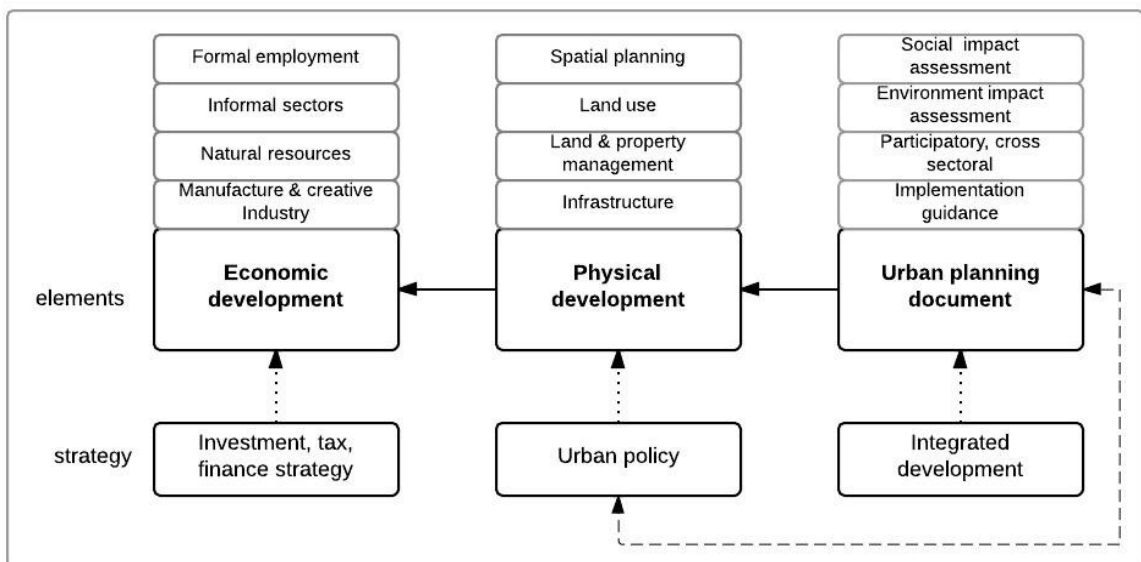 Formal employment
Informal sectors
Natural resources
Manufacture & creative
Industry
Economic
development
Spatial planning
Land use
Land & property
management
Infrastructure
Physical
development
Social impact
assessment
Environment impact
assessment
Participatory, cross
sectoral
Implementation
guidance
Urban planning
document
elements
strategy
Investment, tax,
finance strategy
Urban policy
Integrated
development